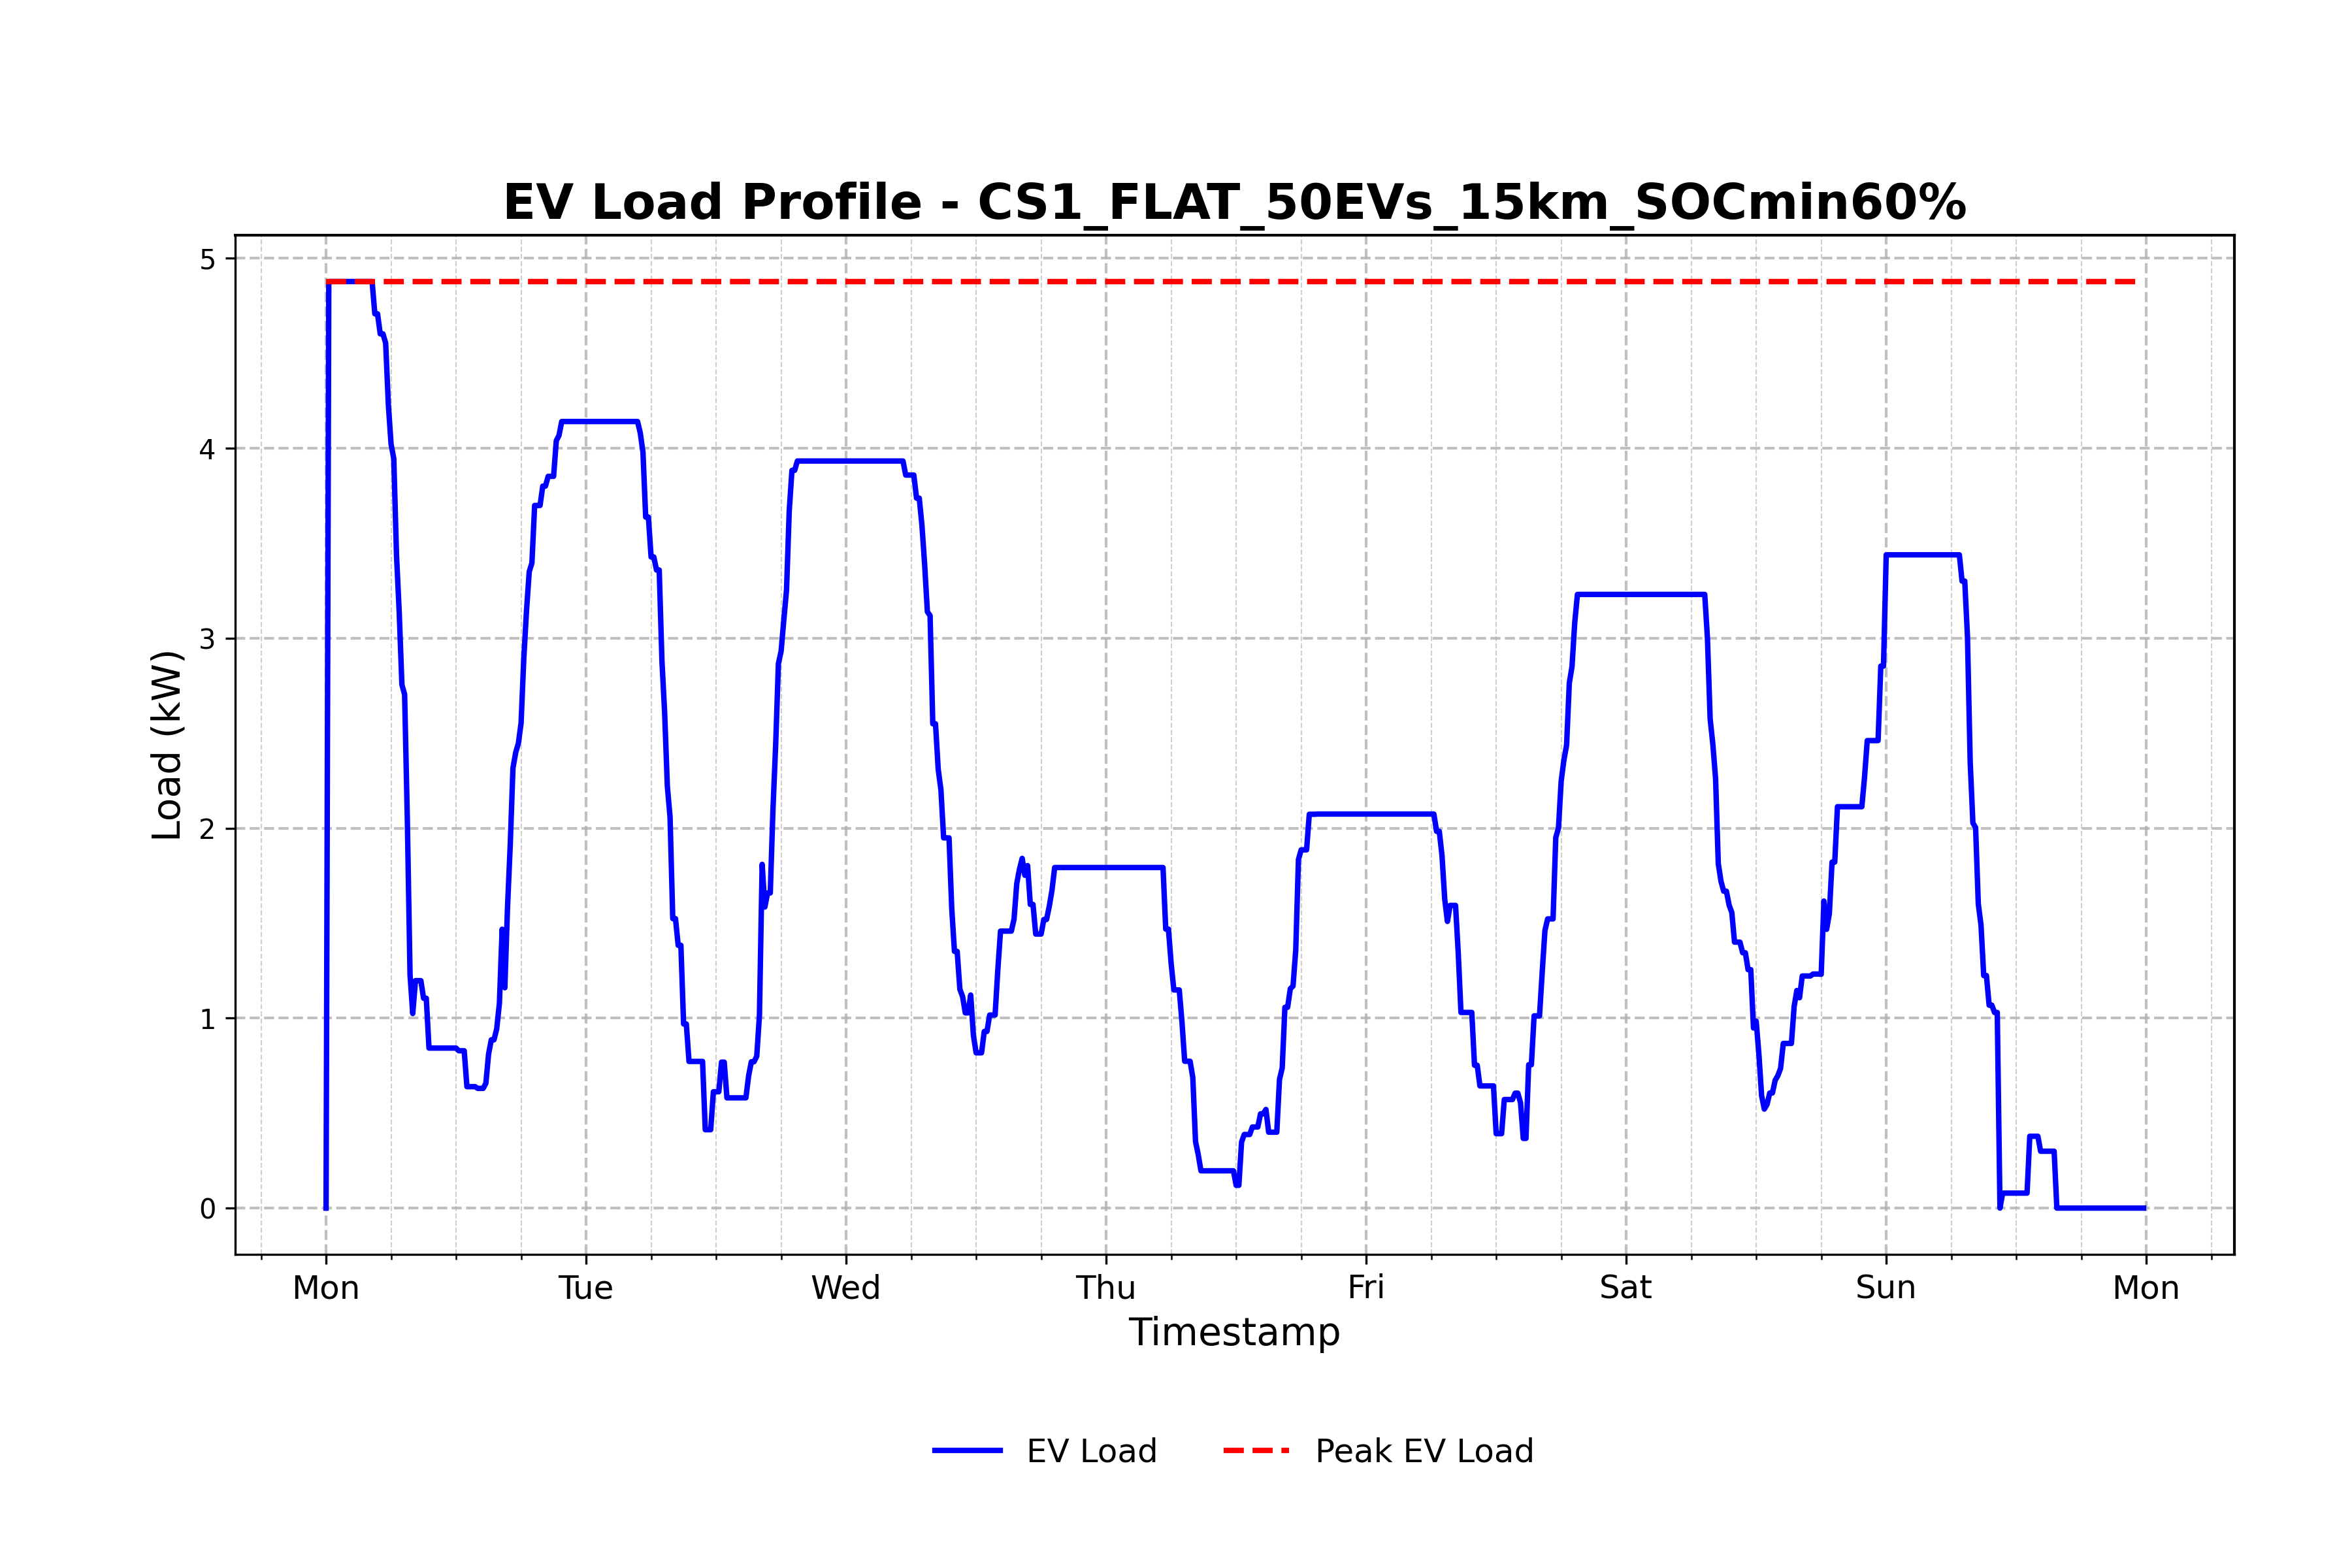 EV Load Profile - CS1_FLAT_50EVs_15km_SOCmin60%
Load (kW)
5
4
3
2
1
0
Mon Tue Wed Thu Fri Sat Sun Mon
Timestamp
EV Load Peak EV Load